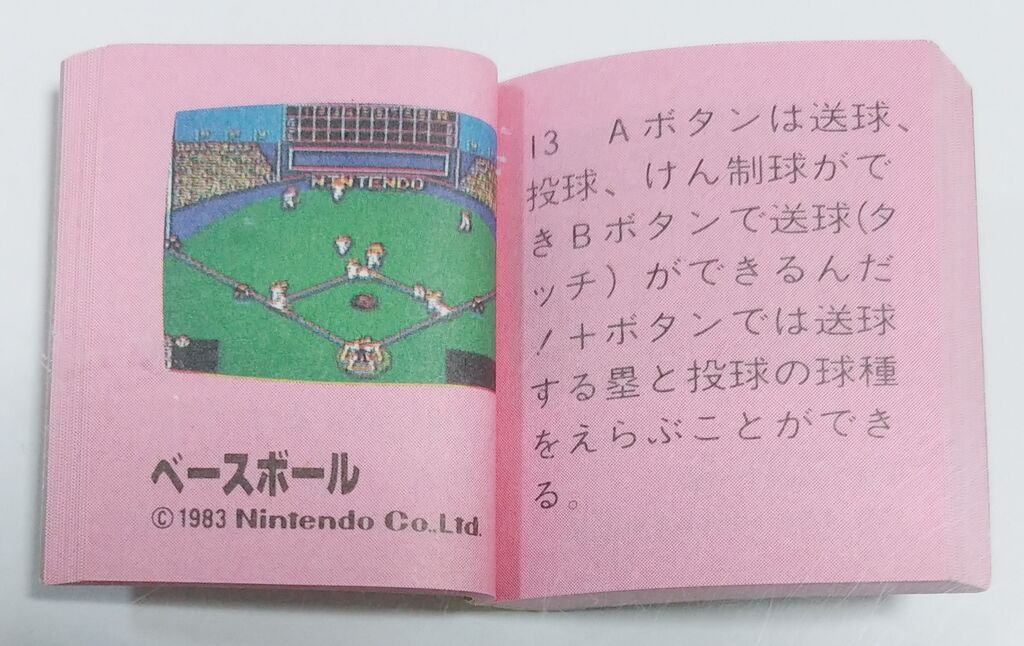 NINTENDO
ベースボール
© 1983 Nintendo Co.,Ltd.
13 Aボタンは送球、
投球、けん制球がで
きBボタンで送球(タ
ッチ)ができるんだ
!+ボタンでは送球
する塁と投球の球種
をえらぶことができ
る。